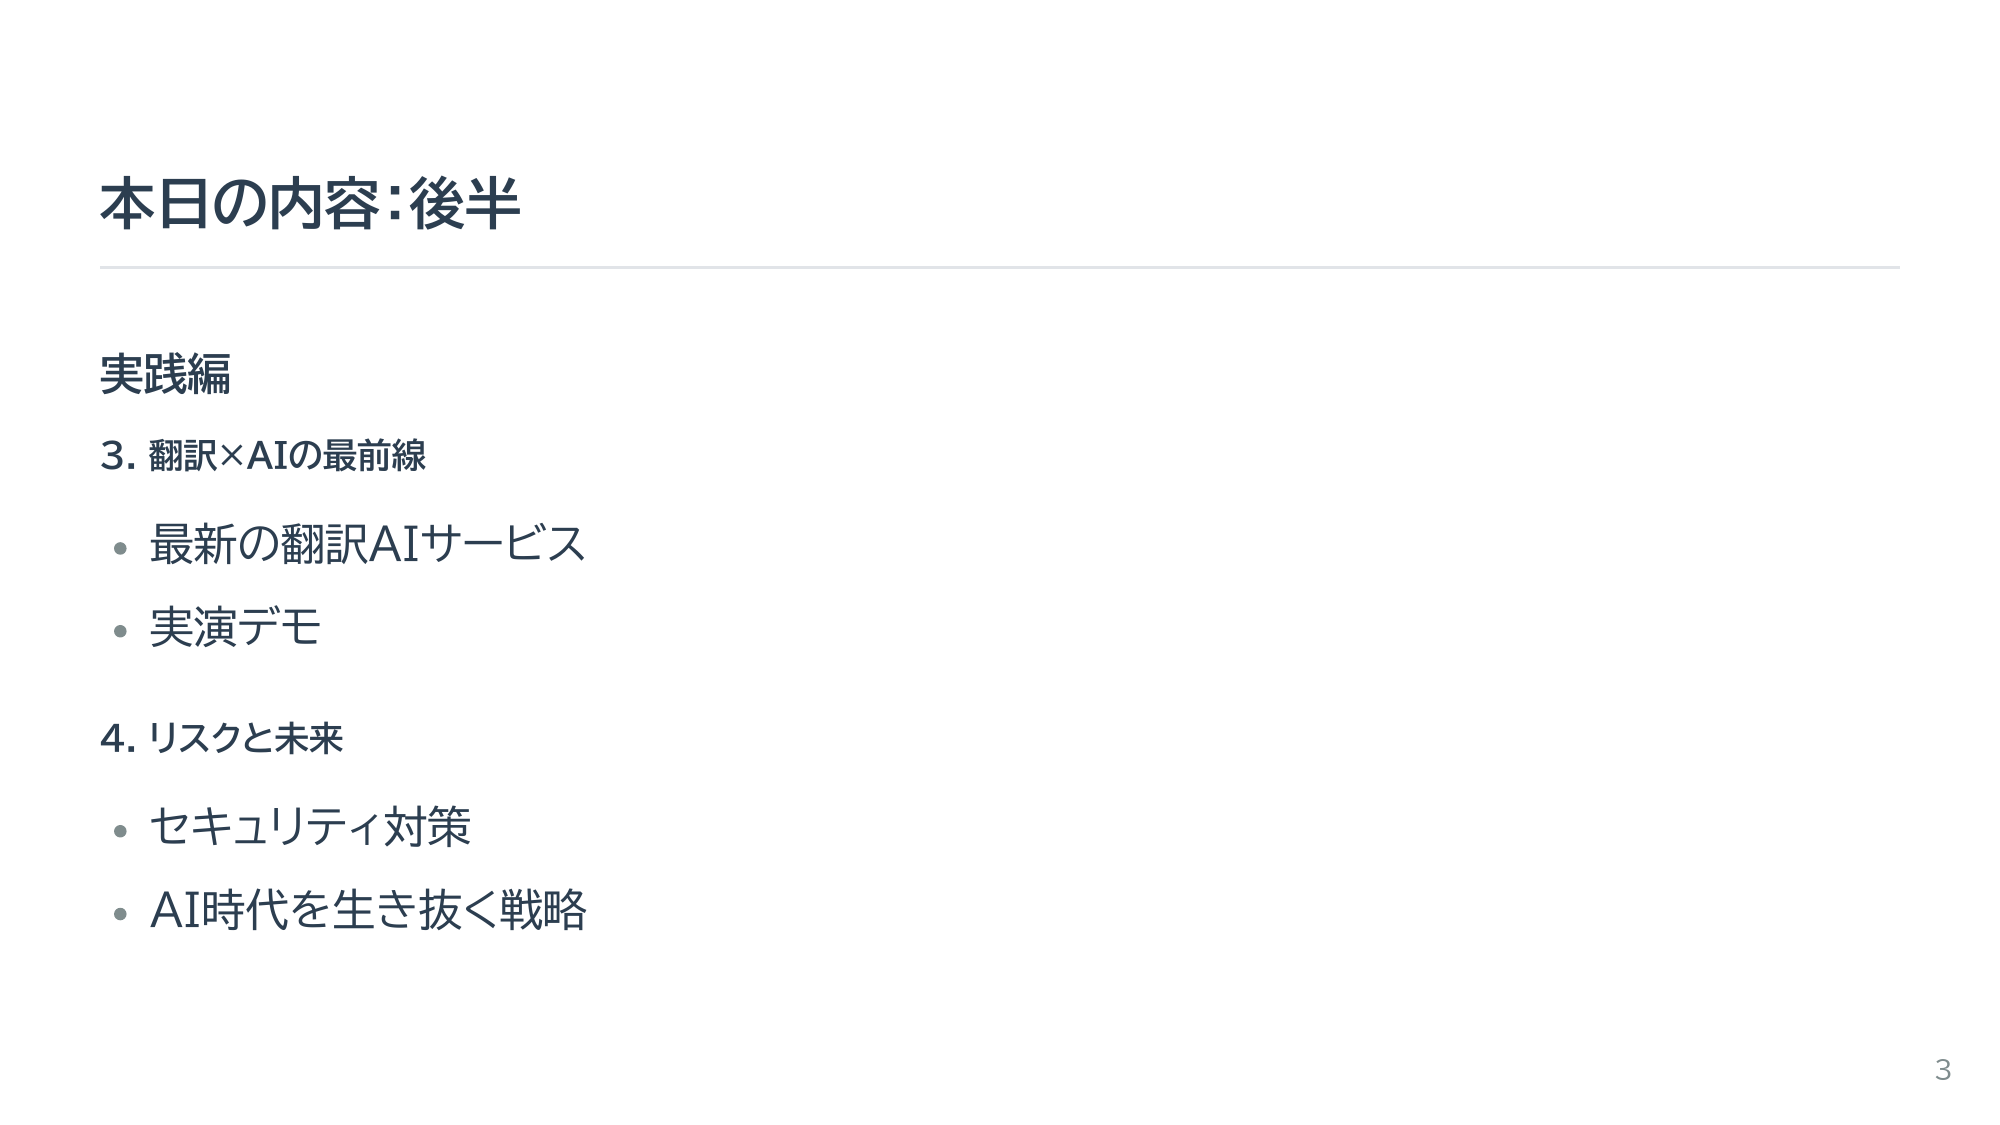 本日の内容：後半
実践編
3. 翻訳×AIの最前線
• 最新の翻訳AIサービス
• 実演デモ
4. リスクと未来
• セキュリティ対策
• AI時代を生き抜く戦略
3